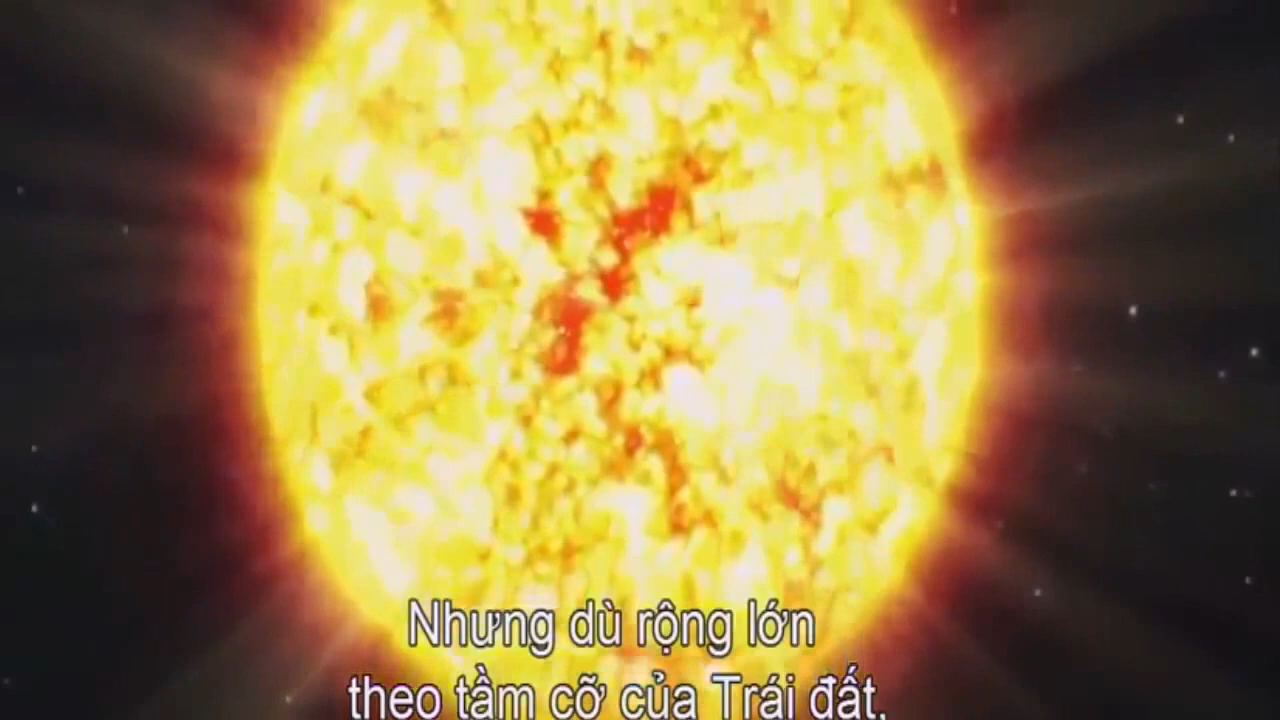 Nhưng dù rộng lớn
theo tầm cỡ của Trái đất,